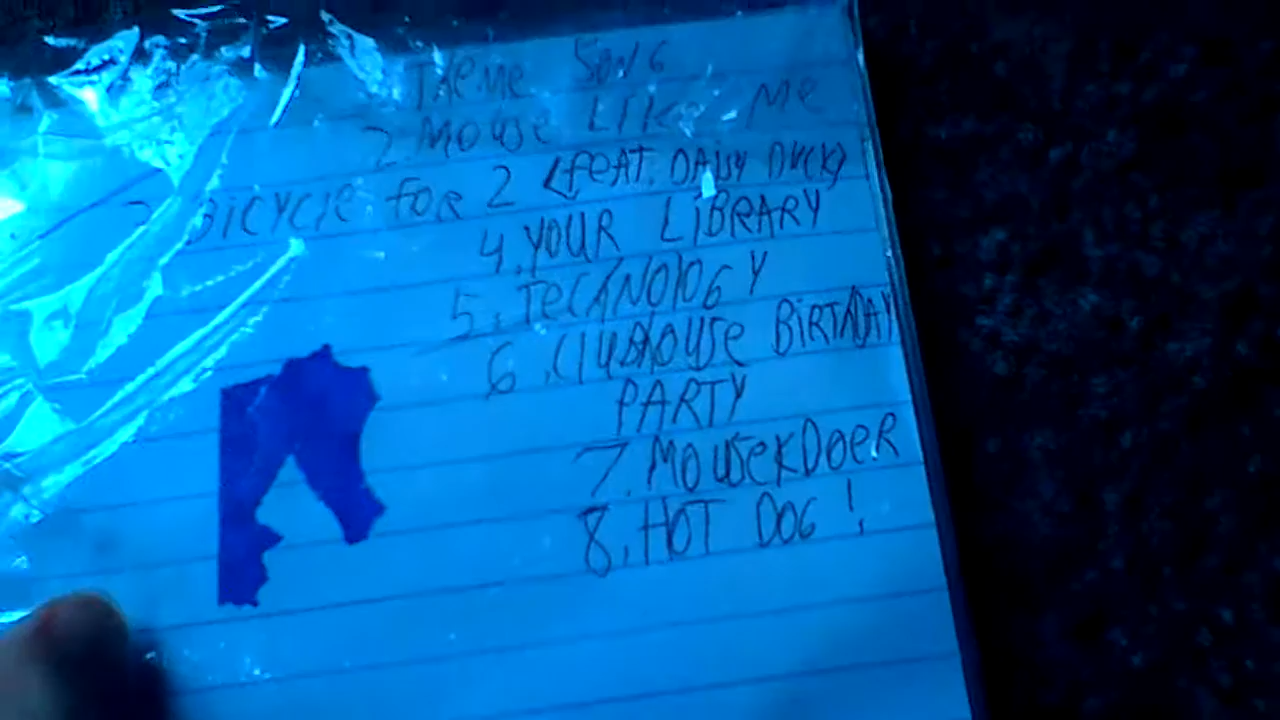 THeme SONG
2. MOUSe LIKe Me
3 BiCYCle FOR 2 (FeAT. DAISY DUCK)
4. YOUR LiBRARY
5. TeCHNOlOGY
6. ClUBHOUSe BiRTHDAY
PARTY
7. MOUSeKDOeR
8. HOT DOG!